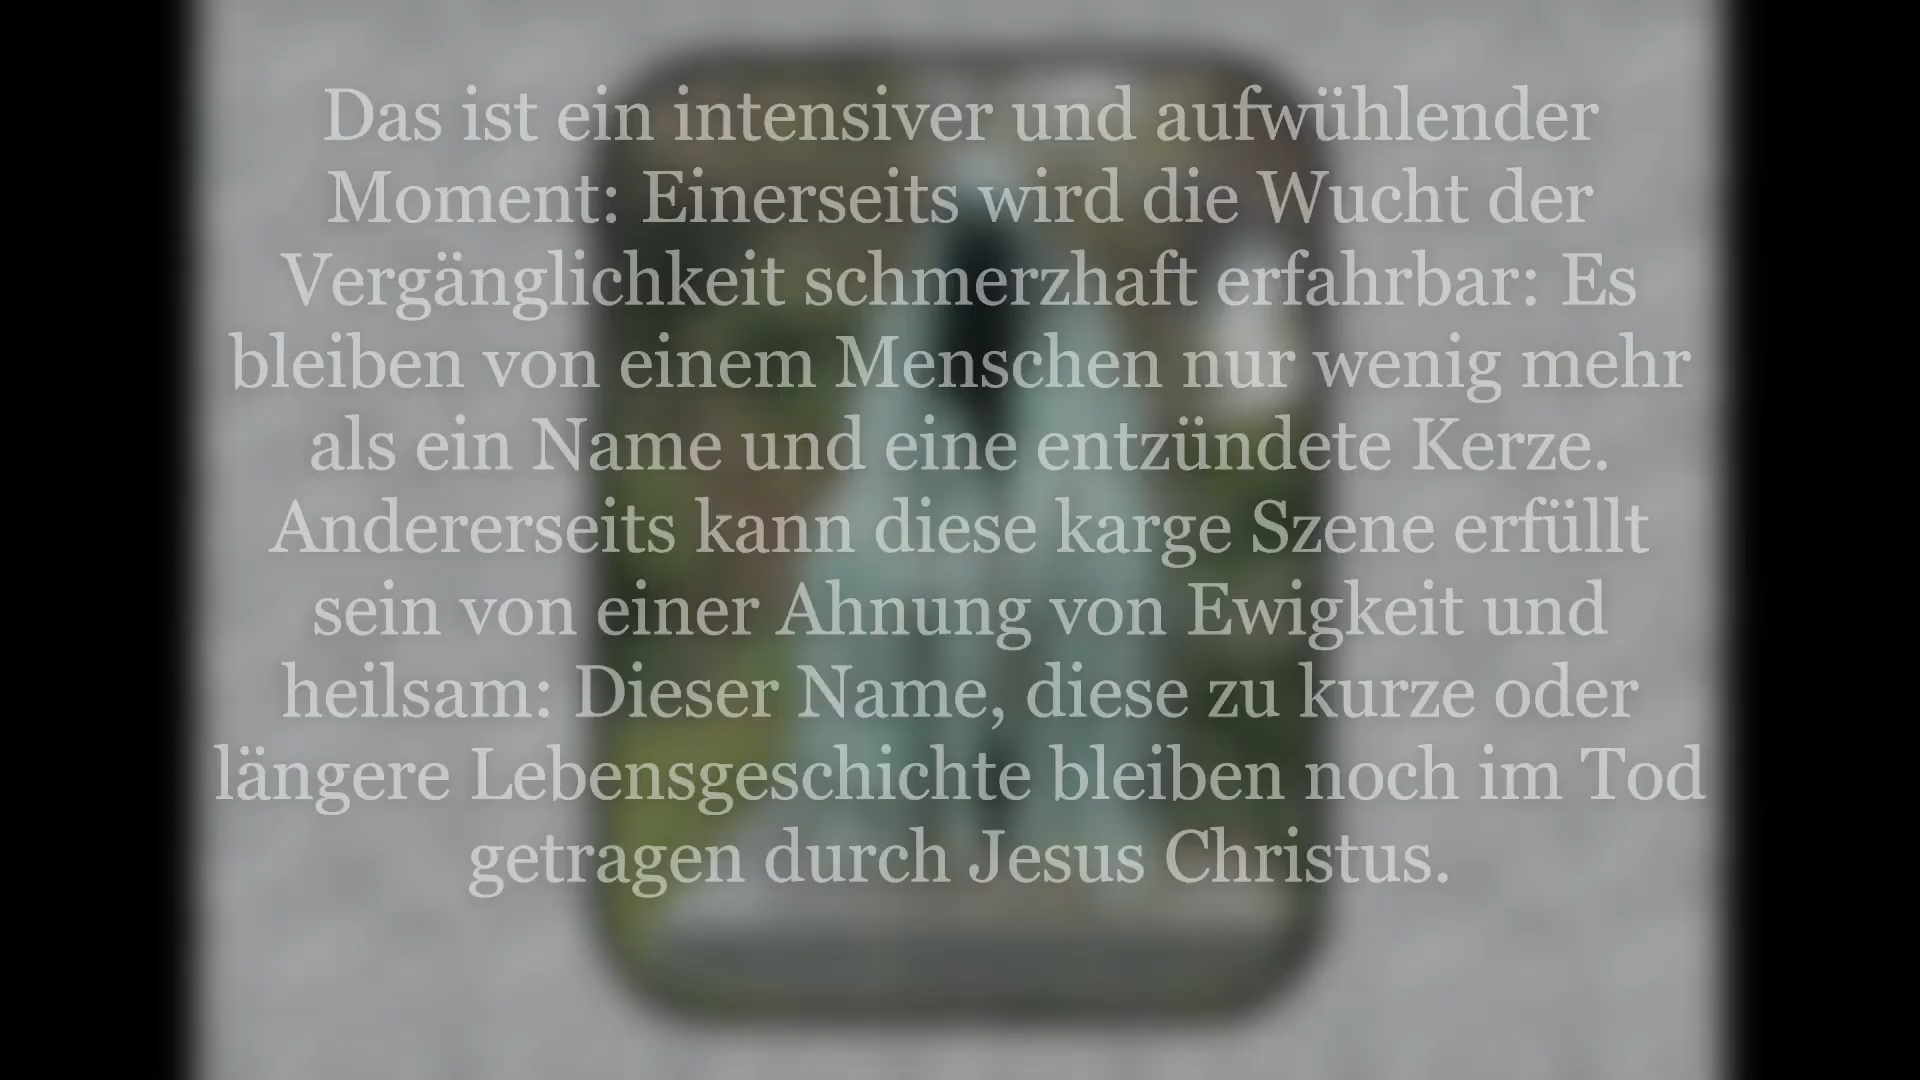 Das ist ein intensiver und aufwühlender
Moment: Einerseits wird die Wucht der
Vergänglichkeit schmerzhaft erfahrbar: Es
bleiben von einem Menschen nur wenig mehr
als ein Name und eine entzündete Kerze.
Andererseits kann diese karge Szene erfüllt
sein von einer Ahnung von Ewigkeit und
heilsam: Dieser Name, diese zu kurze oder
längere Lebensgeschichte bleiben noch im Tod
getragen durch Jesus Christus.